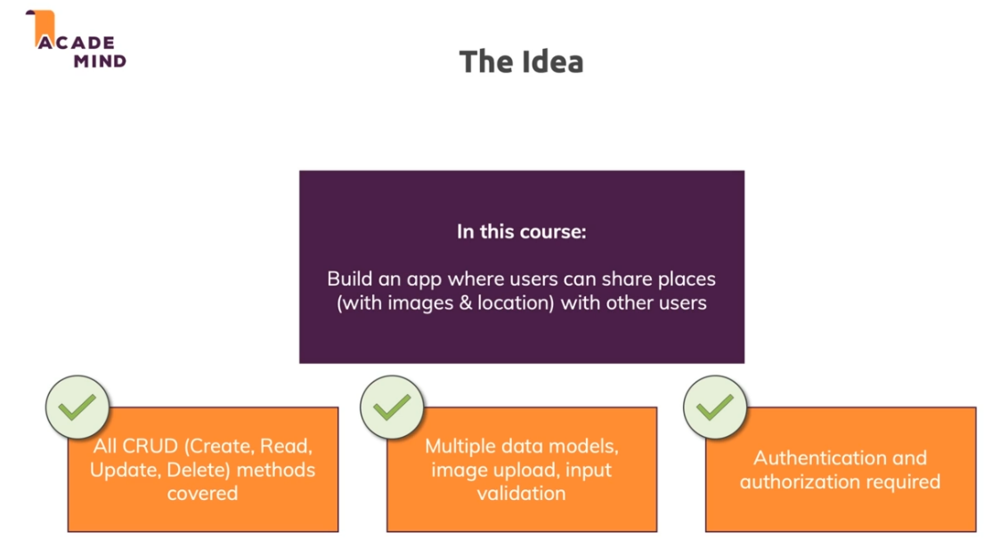 ACADE
MIND
The Idea
In this course:
Build an app where users can share places
(with images & location) with other users
All CRUD (Create, Read,
Update, Delete) methods
covered
Multiple data models,
image upload, input
validation
Authentication and
authorization required